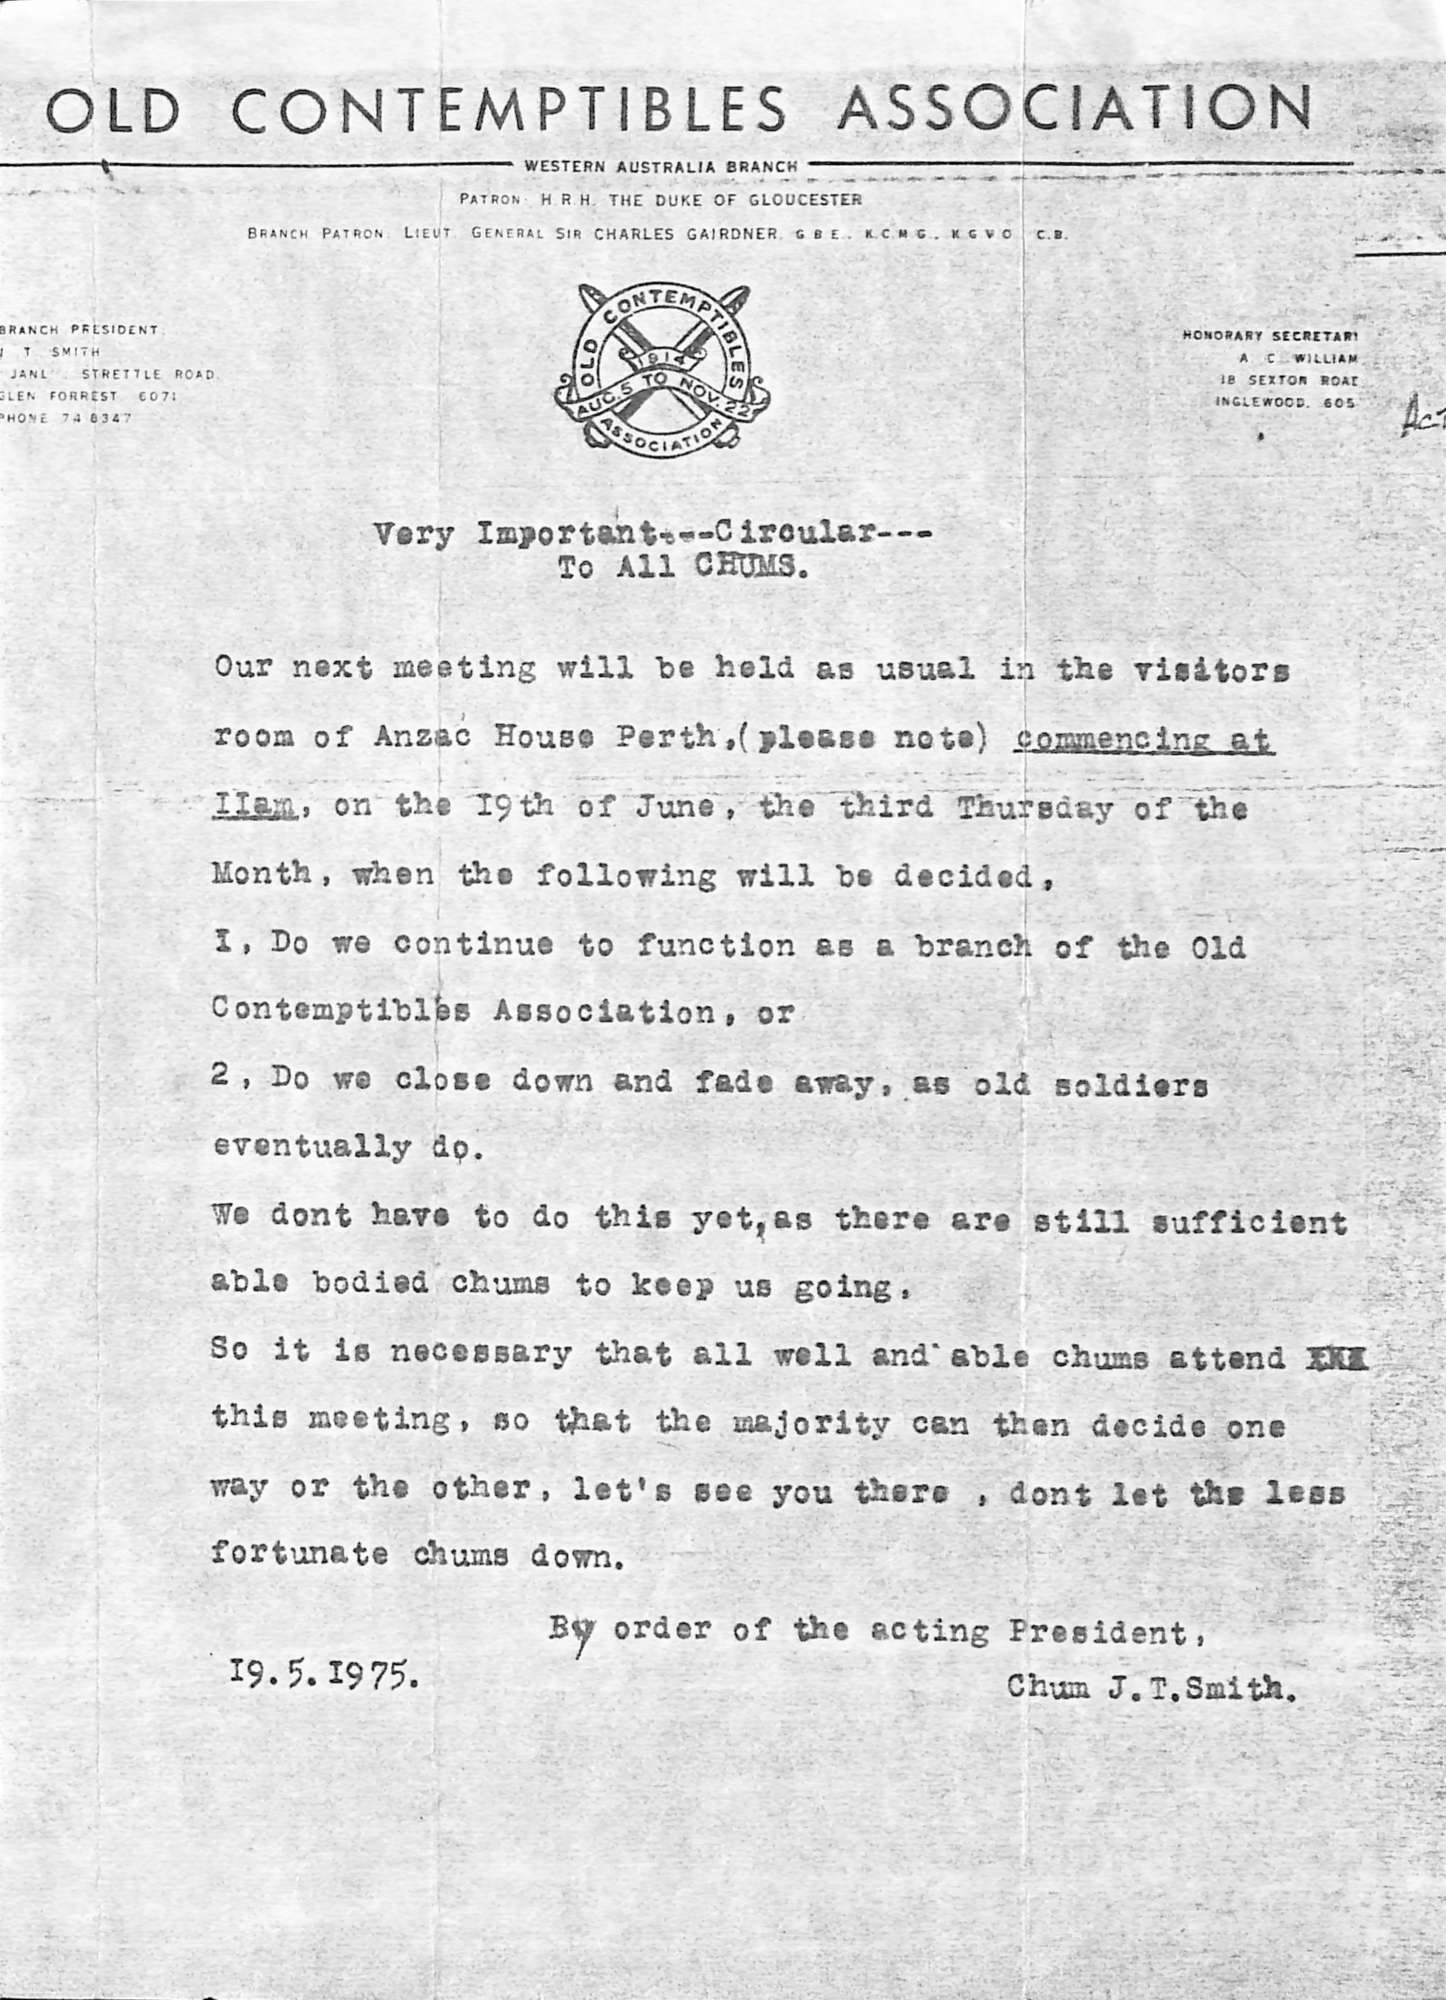 OLD CONTEMPTIBLES ASSOCIATION
WESTERN AUSTRALIA BRANCH
PATRON: H.R.H. THE DUKE OF GLOUCESTER
BRANCH PATRON: LIEUT. GENERAL SIR CHARLES GAIRDNER, G B E., K.C.M G., K G V O, C.B.
OLD CONTEMPTIBLES
1914
AUG. 5 TO NOV. 22
ASSOCIATION
BRANCH PRESIDENT:
T SMITH
STRETTLE ROAD,
GLEN FORREST 6071
PHONE 74 8347
HONORARY SECRETARY
A C WILLIAM
18 SEXTON ROAD
INGLEWOOD, 605
Very Important---Circular---
To All CHUMS.
Our next meeting will be held as usual in the visitors
room of Anzac House Perth,(please note) commencing at
IIam, on the I9th of June, the third Thursday of the
Month, when the following will be decided,
I, Do we continue to function as a branch of the Old
Contemptibles Association, or
2, Do we close down and fade away, as old soldiers
eventually do.
We dont have to do this yet,as there are still sufficient
able bodied chums to keep us going,
So it is necessary that all well and able chums attend
this meeting, so that the majority can then decide one
way or the other, let's see you there , dont let the less
fortunate chums down.
By order of the acting President,
I9.5.I975.
Chum J.T.Smith.